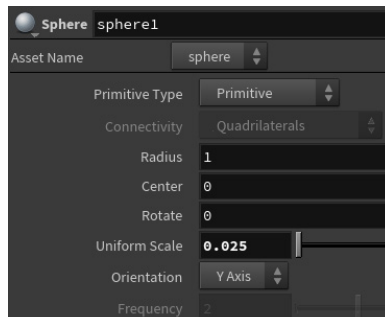 Sphere sphere1
Asset Name sphere
Primitive Type Primitive
Connectivity Quadrilaterals
Radius 1
Center 0
Rotate 0
Uniform Scale 0.025
Orientation Y Axis
Frequency 2